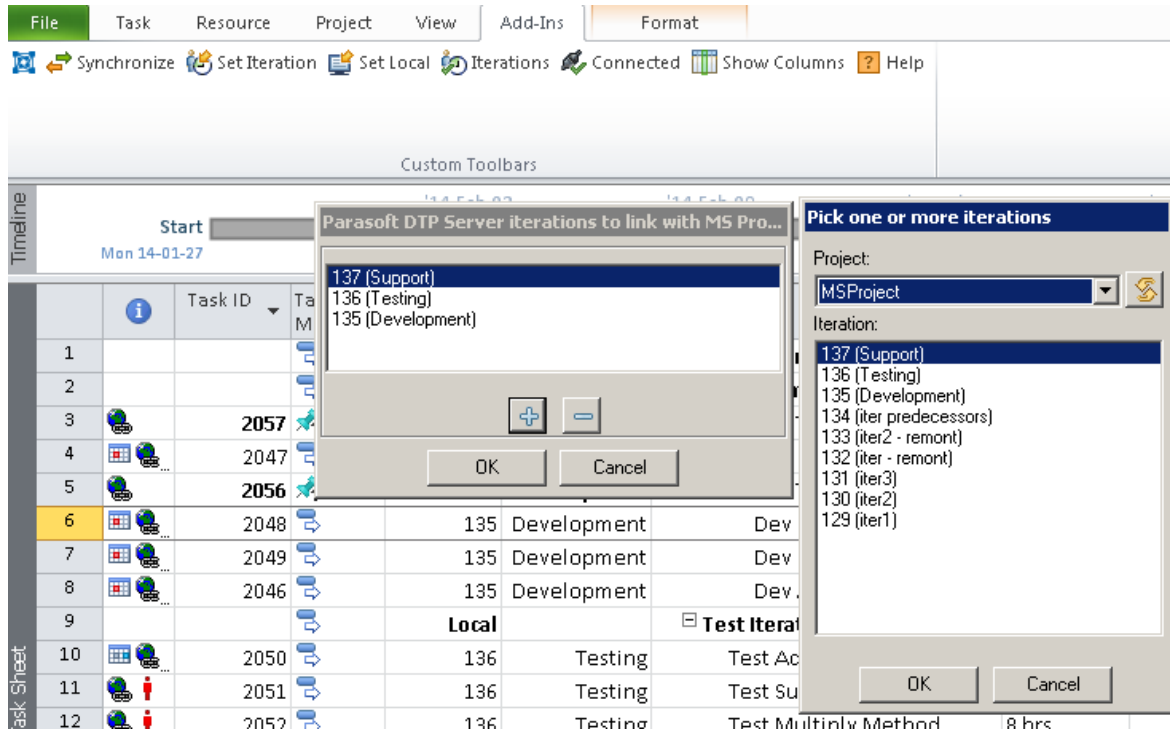 File Task Resource Project View Add-Ins Format
Synchronize Set Iteration Set Local Iterations Connected Show Columns ? Help
Custom Toolbars
Timeline
Start
Mon 14-01-27
Parasoft DTP Server iterations to link with MS Pro...
137 (Support)
136 (Testing)
135 (Development)
OK Cancel
Pick one or more iterations
Project:
MSProject
Iteration:
137 (Support)
136 (Testing)
135 (Development)
134 (iter predecessors)
133 (iter2 - remont)
132 (iter - remont)
131 (iter3)
130 (iter2)
129 (iter1)
OK Cancel
Task Sheet
Task ID
1
2
3 2057
4 2047
5 2056
6 2048 135 Development Dev
7 2049 135 Development Dev
8 2046 135 Development Dev
9 Local Test Iterat
10 2050 136 Testing Test Ad
11 2051 136 Testing Test Su
12 2052 136 Testing Test Multiply Method 8 hrs